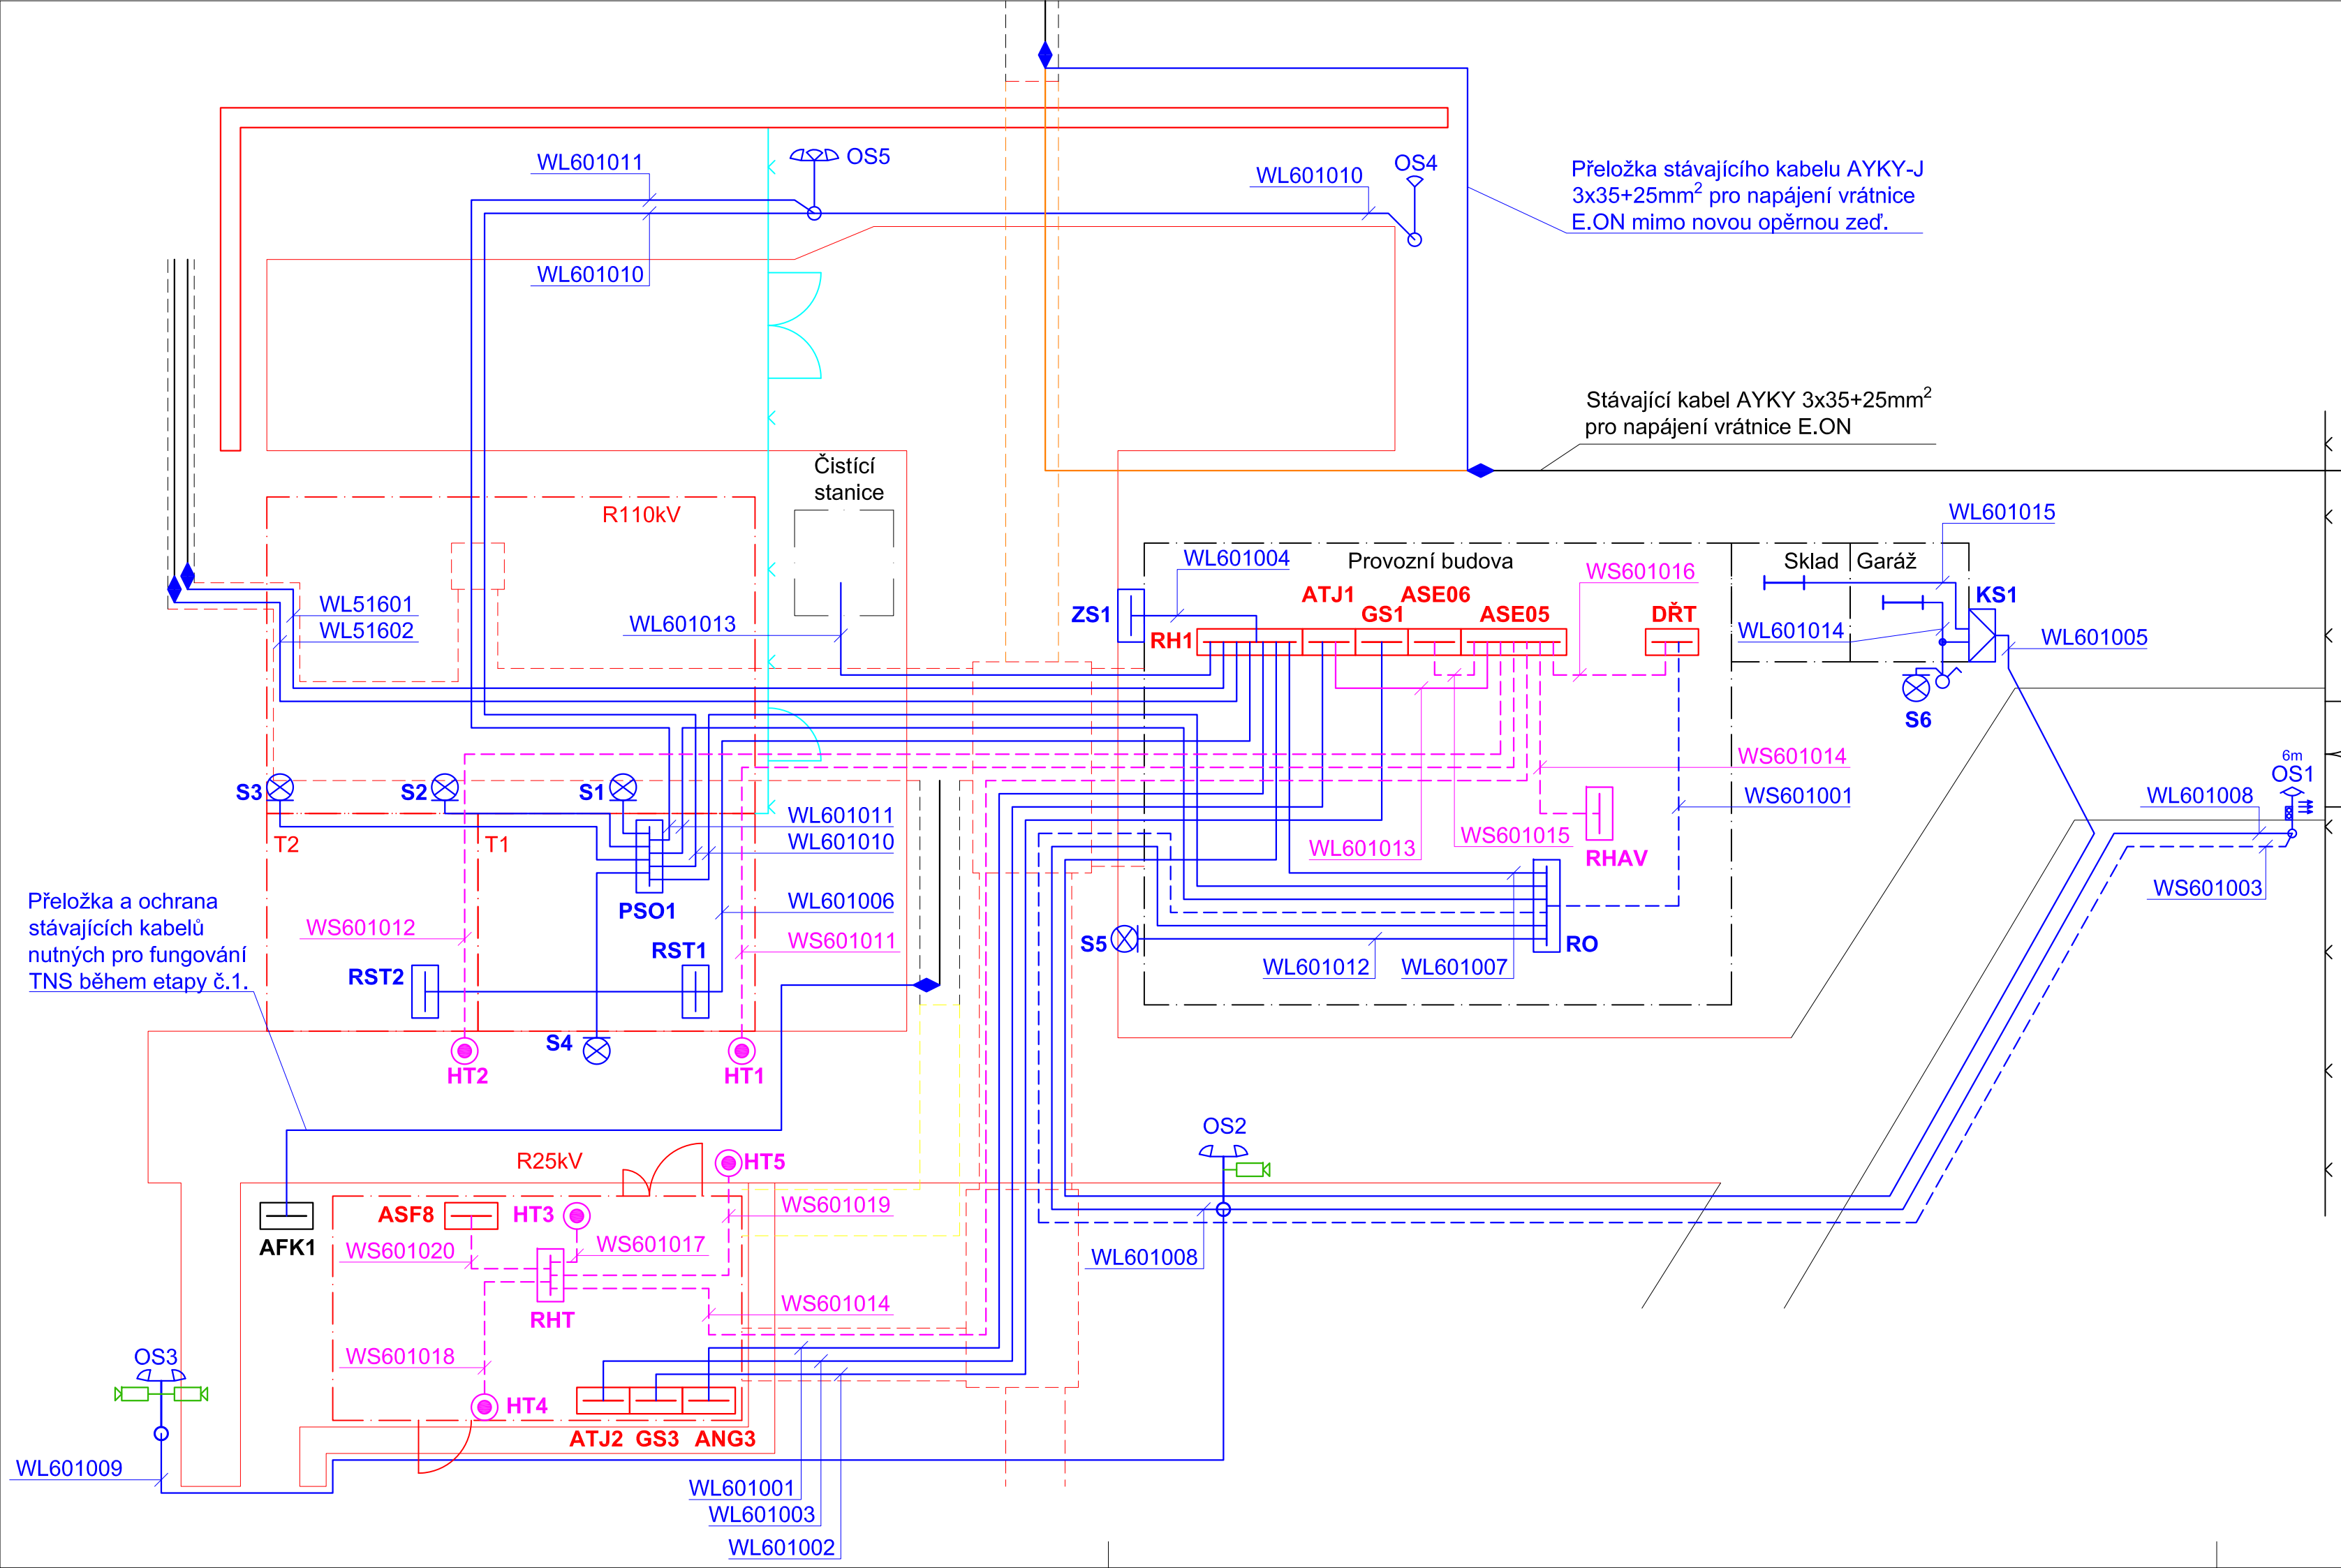 WL601011
OS5
OS4
WL601010
WL601010
Přeložka stávajícího kabelu AYKY-J
3x35+25mm² pro napájení vrátnice
E.ON mimo novou opěrnou zeď.
Stávající kabel AYKY 3x35+25mm²
pro napájení vrátnice E.ON
Čistící
stanice
R110kV
WL601015
WL601004
Provozní budova
Sklad
Garáž
WS601016
ATJ1
ASE06
KS1
WL51601
ZS1
GS1
ASE05
DŘT
WL601013
WL51602
RH1
WL601014
WL601005
S6
WS601014
6m
OS1
S3
S2
S1
WS601001
WL601008
WL601011
T2
T1
WL601010
WL601013
WS601015
RHAV
WS601003
Přeložka a ochrana
stávajících kabelů
nutných pro fungování
TNS během etapy č.1.
WL601006
PSO1
WS601012
WS601011
RST1
S5
RO
RST2
WL601012
WL601007
S4
HT2
HT1
OS2
R25kV
HT5
WS601019
ASF8
HT3
AFK1
WS601020
WS601017
WL601008
WS601014
RHT
OS3
WS601018
HT4
ATJ2
GS3
ANG3
WL601009
WL601001
WL601003
WL601002